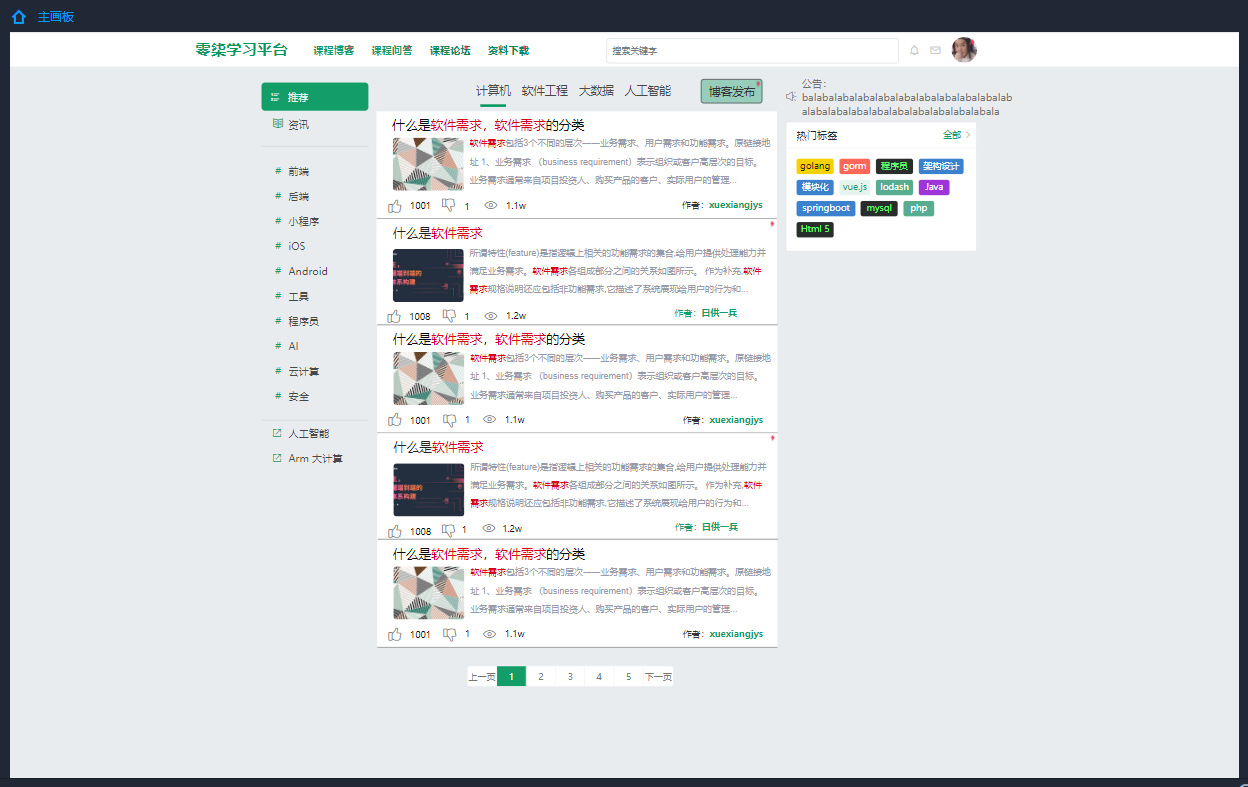 主画板
零柒学习平台 课程博客 课程问答 课程论坛 资料下载 搜索关键字
推荐
资讯
# 前端
# 后端
# 小程序
# iOS
# Android
# 工具
# 程序员
# AI
# 云计算
# 安全
人工智能
Arm 大计算
计算机 软件工程 大数据 人工智能 博客发布
什么是软件需求，软件需求的分类
软件需求包括3个不同的层次——业务需求、用户需求和功能需求。原链接地
址 1、业务需求 （business requirement）表示组织或客户高层次的目标。
业务需求通常来自项目投资人、购买产品的客户、实际用户的管理...
1001 1 1.1w 作者：xuexiangjys
什么是软件需求
所谓特性(feature)是指逻辑上相关的功能需求的集合,给用户提供处理能力并
满足业务需求。软件需求各组成部分之间的关系如图所示。 作为补充,软件
需求规格说明还应包括非功能需求,它描述了系统展现给用户的行为和...
1008 1 1.2w 作者：日供一兵
什么是软件需求，软件需求的分类
软件需求包括3个不同的层次——业务需求、用户需求和功能需求。原链接地
址 1、业务需求 （business requirement）表示组织或客户高层次的目标。
业务需求通常来自项目投资人、购买产品的客户、实际用户的管理...
1001 1 1.1w 作者：xuexiangjys
什么是软件需求
所谓特性(feature)是指逻辑上相关的功能需求的集合,给用户提供处理能力并
满足业务需求。软件需求各组成部分之间的关系如图所示。 作为补充,软件
需求规格说明还应包括非功能需求,它描述了系统展现给用户的行为和...
1008 1 1.2w 作者：日供一兵
什么是软件需求，软件需求的分类
软件需求包括3个不同的层次——业务需求、用户需求和功能需求。原链接地
址 1、业务需求 （business requirement）表示组织或客户高层次的目标。
业务需求通常来自项目投资人、购买产品的客户、实际用户的管理...
1001 1 1.1w 作者：xuexiangjys
上一页 1 2 3 4 5 下一页
公告：
balabalabalabalabalabalabalabalabalabalab
alabalabalabalabalabalabalabalabalabala
热门标签 全部 >
golang gorm 程序员 架构设计
模块化 vue.js lodash Java
springboot mysql php
Html 5